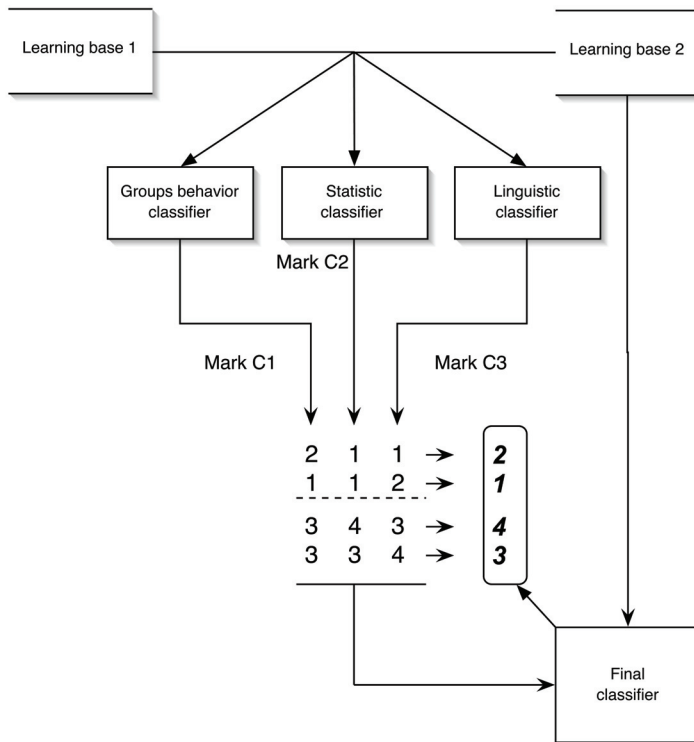 Learning base 1
Learning base 2
Groups behavior
classifier
Statistic
classifier
Linguistic
classifier
Mark C2
Mark C1
Mark C3
2 1 1 2
1 1 2 1
3 4 3 4
3 3 4 3
Final
classifier